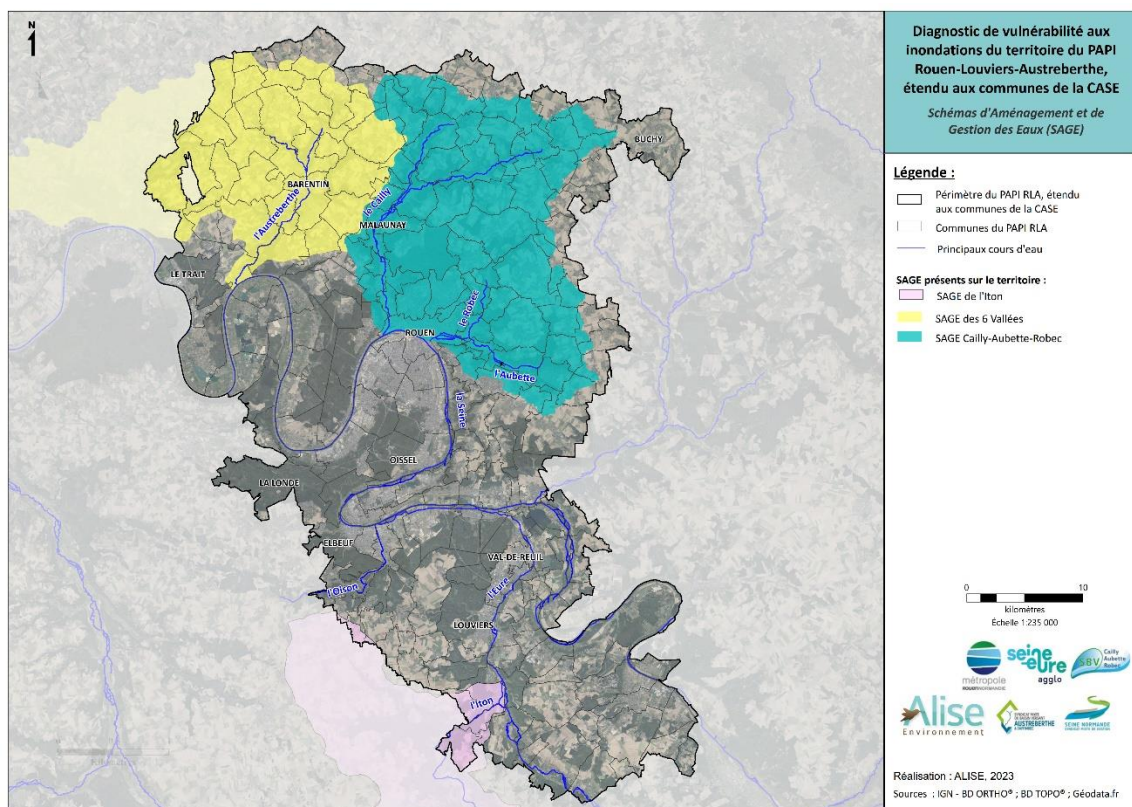 Diagnostic de vulnérabilité aux
inondations du territoire du PAPI
Rouen-Louviers-Austreberthe,
étendu aux communes de la CASE
Schémas d'Aménagement et de
Gestion des Eaux (SAGE)
Légende :
Périmètre du PAPI RLA, étendu
aux communes de la CASE
Communes du PAPI RLA
Principaux cours d'eau
SAGE présents sur le territoire :
SAGE de l'Iton
SAGE des 6 Vallées
SAGE Cailly-Aubette-Robec
N
BUCHY
BARENTIN
l'Austreberthe
le Cailly
MALAUNAY
LE TRAIT
le Robec
ROUEN
l'Aubette
la Seine
OISSEL
LA LONDE
ELBEUF
VAL-DE-REUIL
l'Oison
l'Eure
LOUVIERS
l'Iton
0 10
kilomètres
Échelle 1:235 000
métropole
ROUENNORMANDIE
seine-eure
agglo
SBV
Cailly
Aubette
Robec
Alise
Environnement
AUSTREBERTHE
SEINE NORMANDE
Réalisation : ALISE, 2023
Sources : IGN - BD ORTHO® ; BD TOPO® ; Géodata.fr